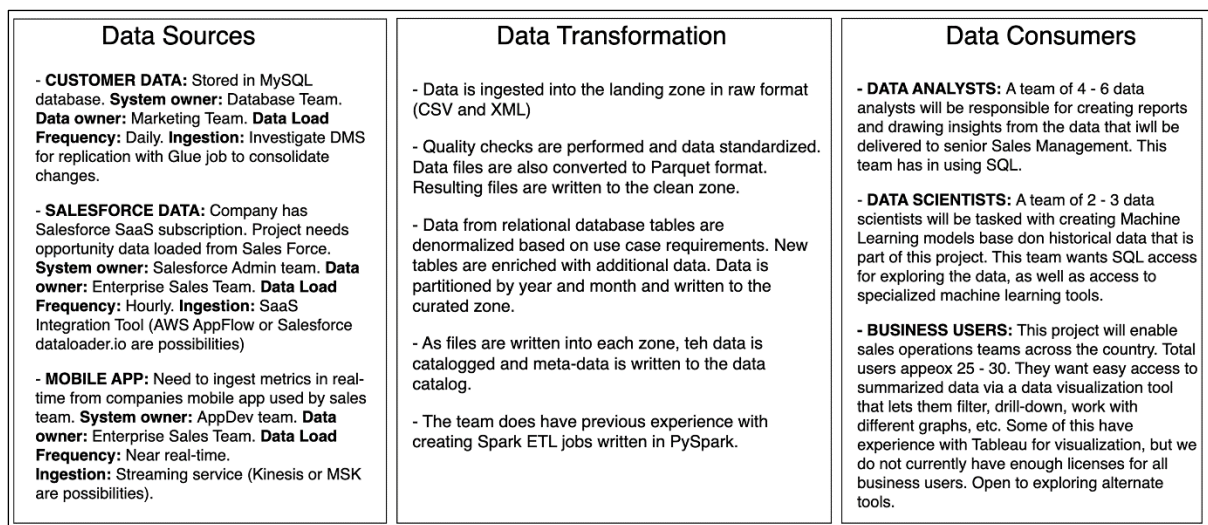 Data Sources
- CUSTOMER DATA: Stored in MySQL
database. System owner: Database Team.
Data owner: Marketing Team. Data Load
Frequency: Daily. Ingestion: Investigate DMS
for replication with Glue job to consolidate
changes.
- SALESFORCE DATA: Company has
Salesforce SaaS subscription. Project needs
opportunity data loaded from Sales Force.
System owner: Salesforce Admin team. Data
owner: Enterprise Sales Team. Data Load
Frequency: Hourly. Ingestion: SaaS
Integration Tool (AWS AppFlow or Salesforce
dataloader.io are possibilities)
- MOBILE APP: Need to ingest metrics in real-
time from companies mobile app used by sales
team. System owner: AppDev team. Data
owner: Enterprise Sales Team. Data Load
Frequency: Near real-time.
Ingestion: Streaming service (Kinesis or MSK
are possibilities).
Data Transformation
- Data is ingested into the landing zone in raw format
(CSV and XML)
- Quality checks are performed and data standardized.
Data files are also converted to Parquet format.
Resulting files are written to the clean zone.
- Data from relational database tables are
denormalized based on use case requirements. New
tables are enriched with additional data. Data is
partitioned by year and month and written to the
curated zone.
- As files are written into each zone, teh data is
catalogged and meta-data is written to the data
catalog.
- The team does have previous experience with
creating Spark ETL jobs written in PySpark.
Data Consumers
- DATA ANALYSTS: A team of 4 - 6 data
analysts will be responsible for creating reports
and drawing insights from the data that iwll be
delivered to senior Sales Management. This
team has in using SQL.
- DATA SCIENTISTS: A team of 2 - 3 data
scientists will be tasked with creating Machine
Learning models base don historical data that is
part of this project. This team wants SQL access
for exploring the data, as well as access to
specialized machine learning tools.
- BUSINESS USERS: This project will enable
sales operations teams across the country. Total
users appeox 25 - 30. They want easy access to
summarized data via a data visualization tool
that lets them filter, drill-down, work with
different graphs, etc. Some of this have
experience with Tableau for visualization, but we
do not currently have enough licenses for all
business users. Open to exploring alternate
tools.